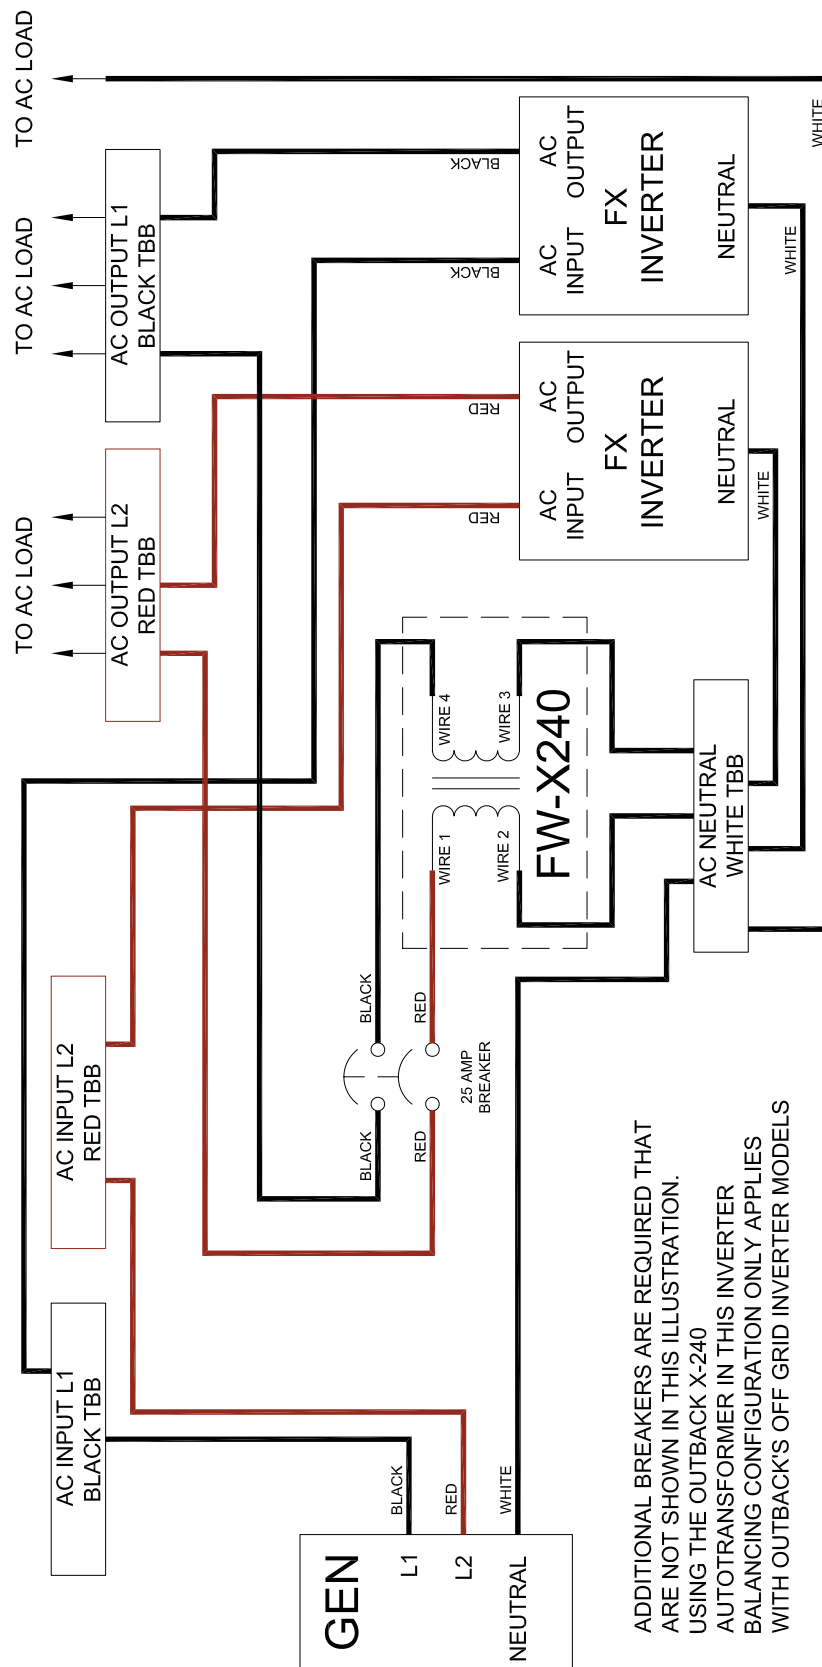 GEN
L1
L2
NEUTRAL
BLACK
RED
WHITE
AC INPUT L1
BLACK TBB
AC INPUT L2
RED TBB
AC OUTPUT L2
RED TBB
AC OUTPUT L1
BLACK TBB
TO AC LOAD
TO AC LOAD
TO AC LOAD
BLACK
RED
BLACK
RED
25 AMP
BREAKER
WIRE 1
WIRE 2
WIRE 4
WIRE 3
FW-X240
AC NEUTRAL
WHITE TBB
RED
RED
AC
INPUT
AC
OUTPUT
FX
INVERTER
NEUTRAL
WHITE
BLACK
BLACK
AC
INPUT
AC
OUTPUT
FX
INVERTER
NEUTRAL
WHITE
WHITE
ADDITIONAL BREAKERS ARE REQUIRED THAT
ARE NOT SHOWN IN THIS ILLUSTRATION.
USING THE OUTBACK X-240
AUTOTRANSFORMER IN THIS INVERTER
BALANCING CONFIGURATION ONLY APPLIES
WITH OUTBACK'S OFF GRID INVERTER MODELS